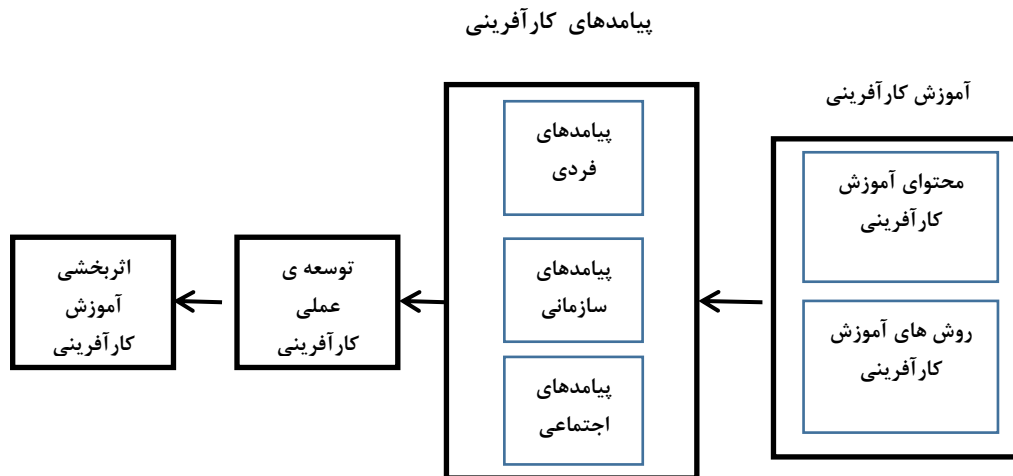 پیامدهای کارآفرینی
آموزش کارآفرینی
محتوای آموزش
کارآفرینی
روش های آموزش
کارآفرینی
پیامدهای
فردی
پیامدهای
سازمانی
پیامدهای
اجتماعی
توسعه ی
عملی
کارآفرینی
اثربخشی
آموزش
کارآفرینی